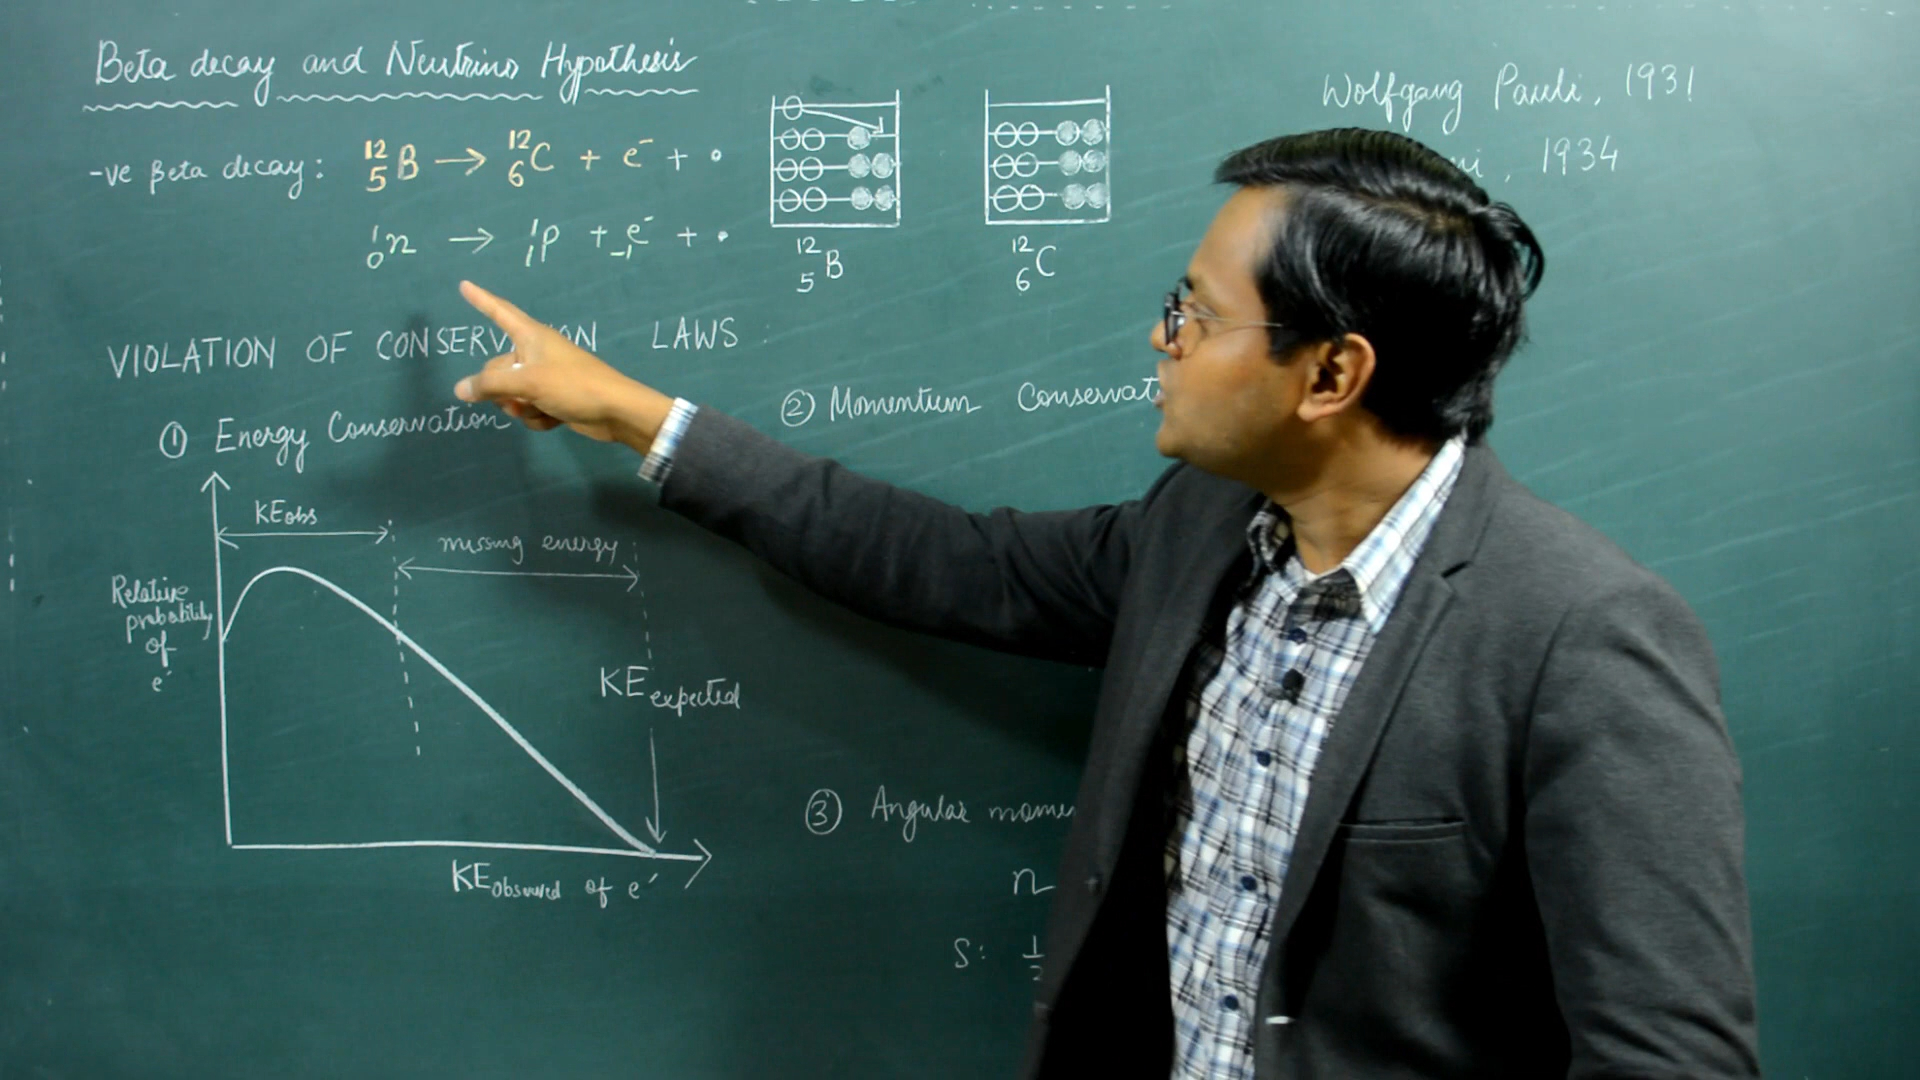 Beta decay and Neutrino Hypothesis
-ve Beta decay: ¹²₅B → ¹²₆C + e⁻ + •
¹₀n → ¹₁p + ₋₁e⁻ + •
¹²₅B
¹²₆C
Wolfgang Pauli, 1931
, 1934
VIOLATION OF CONSERVATION LAWS
① Energy Conservation
KEobs
missing energy
Relative
probability
of
e⁻
KE expected
KE observed of e⁻
② Momentum Conservat
③ Angular momen
n
S: 1/2